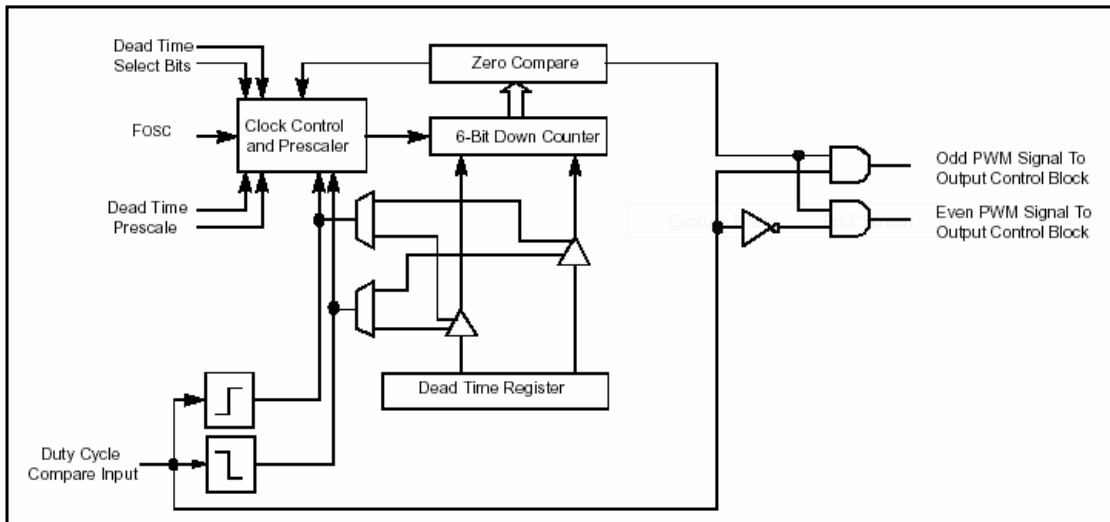 Dead Time
Select Bits
Zero Compare
FOSC
Clock Control
and Prescaler
6-Bit Down Counter
Odd PWM Signal To
Output Control Block
Dead Time
Prescale
Even PWM Signal To
Output Control Block
Dead Time Register
Duty Cycle
Compare Input